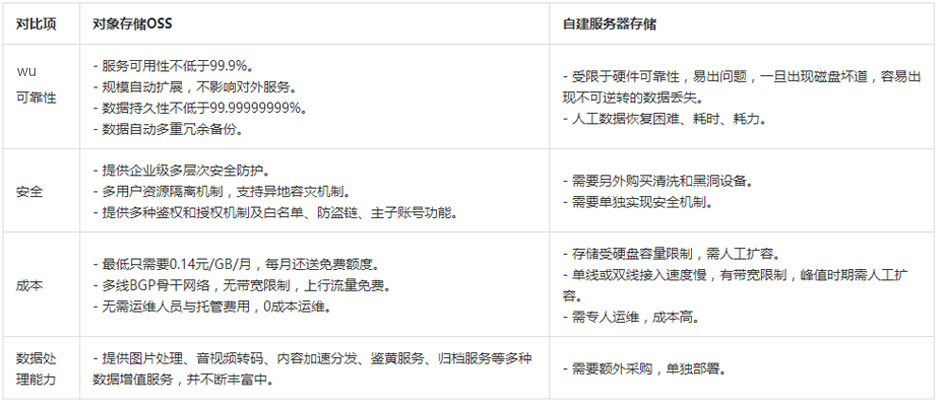 对比项
对象存储OSS
自建服务器存储
wu
可靠性
- 服务可用性不低于99.9%。
- 规模自动扩展，不影响对外服务。
- 数据持久性不低于99.99999999%。
- 数据自动多重冗余备份。
- 受限于硬件可靠性，易出问题，一旦出现磁盘坏道，容易出
现不可逆转的数据丢失。
- 人工数据恢复困难、耗时、耗力。
安全
- 提供企业级多层次安全防护。
- 多用户资源隔离机制，支持异地容灾机制。
- 提供多种鉴权和授权机制及白名单、防盗链、主子账号功能。
- 需要另外购买清洗和黑洞设备。
- 需要单独实现安全机制。
成本
- 最低只需要0.14元/GB/月，每月还送免费额度。
- 多线BGP骨干网络，无带宽限制，上行流量免费。
- 无需运维人员与托管费用，0成本运维。
- 存储受硬盘容量限制，需人工扩容。
- 单线或双线接入速度慢，有带宽限制，峰值时期需人工扩
容。
- 需专人运维，成本高。
数据处
理能力
- 提供图片处理、音视频转码、内容加速分发、鉴黄服务、归档服务等多种
数据增值服务，并不断丰富中。
- 需要额外采购，单独部署。